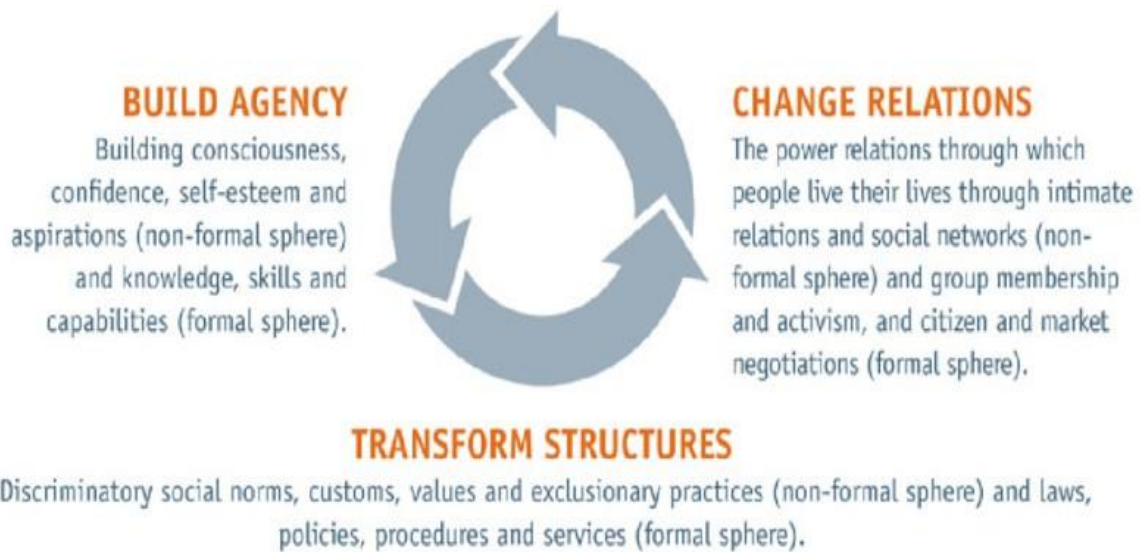 BUILD AGENCY
Building consciousness,
confidence, self-esteem and
aspirations (non-formal sphere)
and knowledge, skills and
capabilities (formal sphere).
CHANGE RELATIONS
The power relations through which
people live their lives through intimate
relations and social networks (non-
formal sphere) and group membership
and activism, and citizen and market
negotiations (formal sphere).
TRANSFORM STRUCTURES
Discriminatory social norms, customs, values and exclusionary practices (non-formal sphere) and laws,
policies, procedures and services (formal sphere).